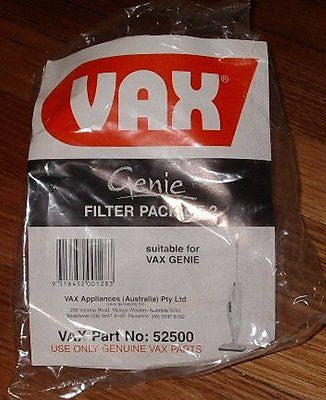 VAX®
Genie
FILTER PACK
suitable for
VAX GENIE
9316412001283
VAX Appliances (Australia) Pty Ltd
VAX Part No: 52500
USE ONLY GENUINE VAX PARTS